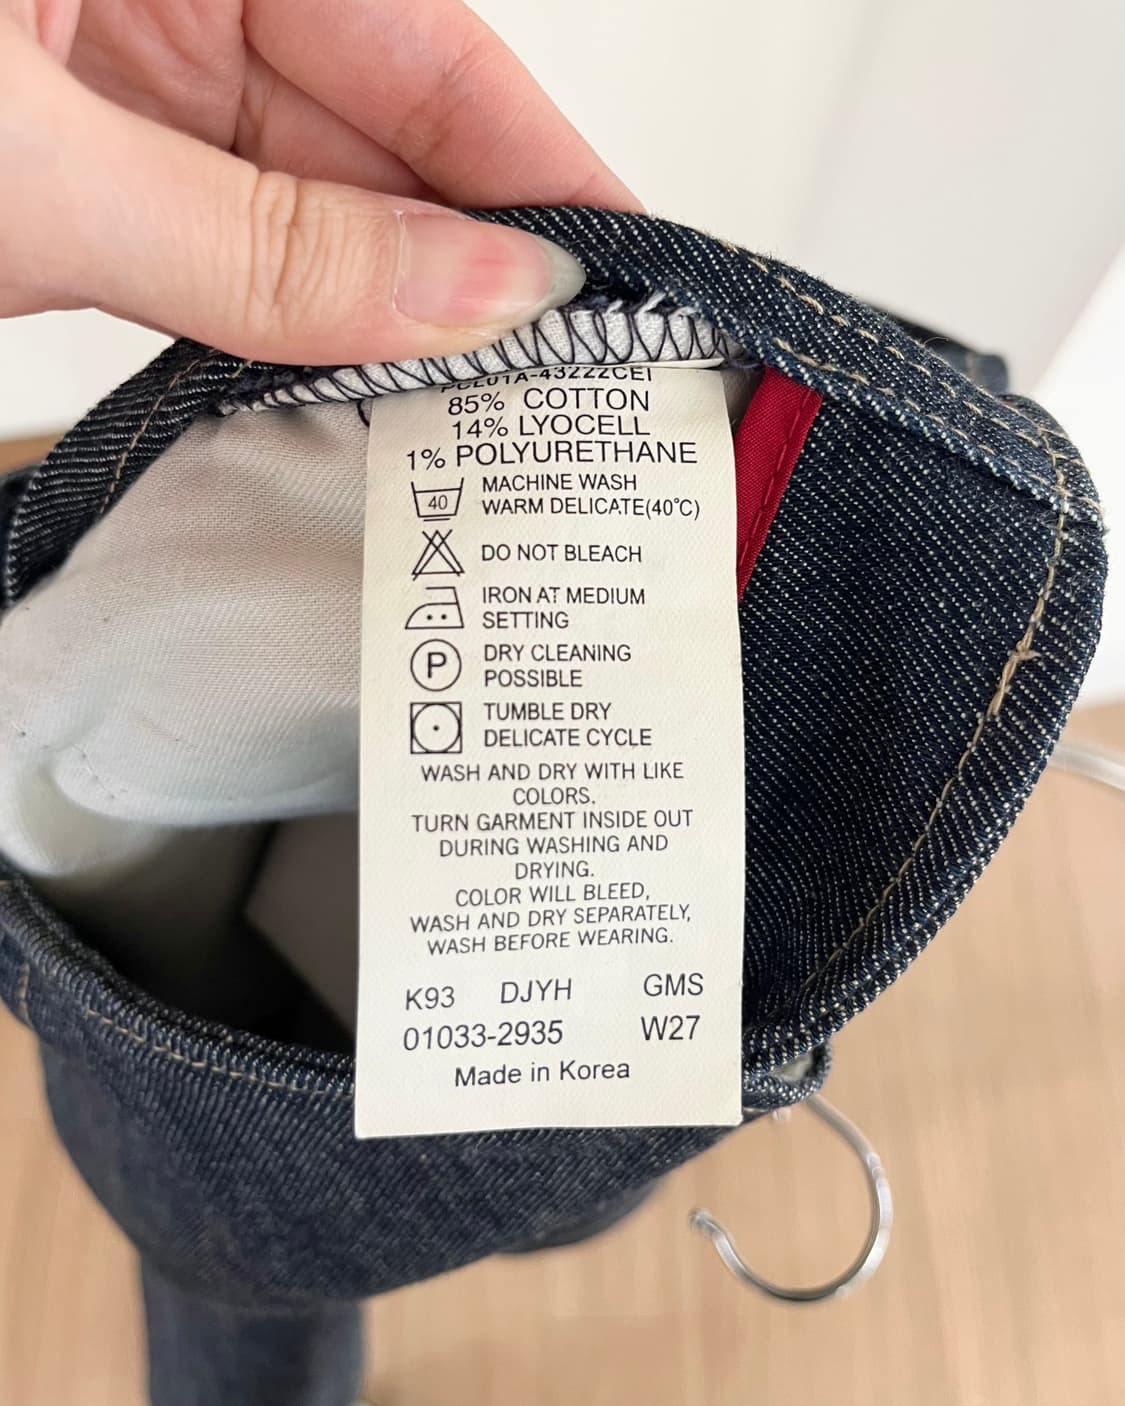 85% COTTON
14% LYOCELL
1% POLYURETHANE
40 MACHINE WASH
WARM DELICATE(40°C)
DO NOT BLEACH
IRON AT MEDIUM
SETTING
P DRY CLEANING
POSSIBLE
TUMBLE DRY
DELICATE CYCLE
WASH AND DRY WITH LIKE
COLORS.
TURN GARMENT INSIDE OUT
DURING WASHING AND
DRYING.
COLOR WILL BLEED,
WASH AND DRY SEPARATELY,
WASH BEFORE WEARING.
K93 DJYH GMS
01033-2935 W27
Made in Korea